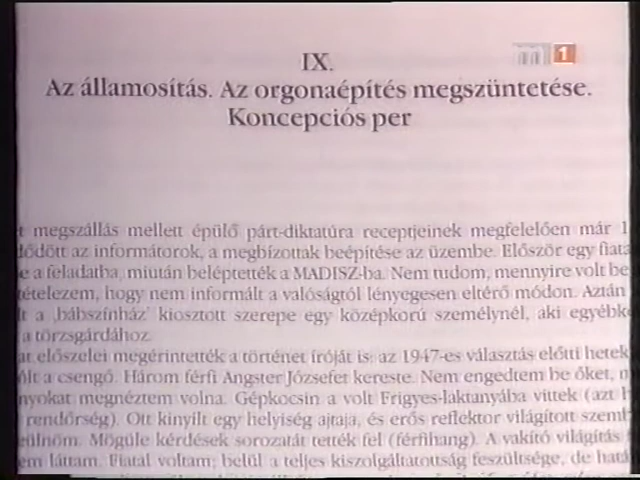 m1
IX.
Az államosítás. Az orgonaépítés megszüntetése.
Koncepciós per
t megszállás mellett épülő párt-diktatúra receptjeinek megfelelően már 1
dődött az informátorok, a megbízottak beépítése az üzembe. Először egy fiata
e a feladatba, miután beléptették a MADISZ-ba. Nem tudom, mennyire volt be
tételezem, hogy nem informált a valóságtól lényegesen eltérő módon. Aztán
lt a ‚bábszínház’ kiosztott szerepe egy középkorú személynél, aki egyébk
a törzsgárdához.
at előszelei megérintették a történet íróját is: az 1947-es választás előtti hetek
ólt a csengő. Három férfi Angster Józsefet kereste. Nem engedtem be őket, m
nyokat megnéztem volna. Gépkocsin a volt Frigyes-laktanyába vittek (azt h
rendőrség). Ott kinyílt egy helyiség ajtaja, és erős reflektor világított szemb
eülnöm. Mögüle kérdések sorozatát tették fel (férfihang). A vakító világítás
em láttam. Fiatal voltam; belül a teljes kiszolgáltatottság feszültsége, de hatá